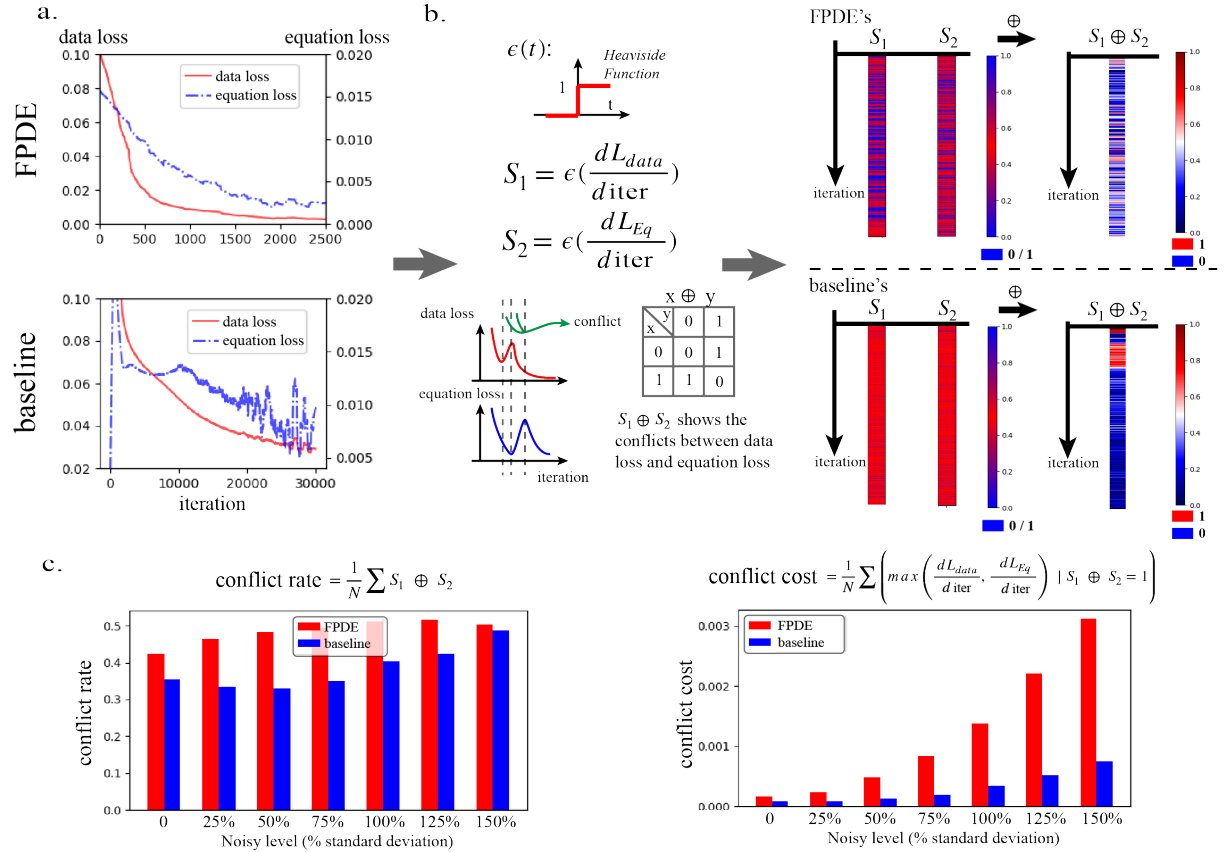 a.
data loss
equation loss
FPDE
0.10
0.08
0.06
0.04
0.02
0.00
0.020
0.015
0.010
0.005
0.000
data loss
equation loss
0 500 1000 1500 2000 2500
baseline
0.10
0.08
0.06
0.04
0.02
0.020
0.015
0.010
0.005
data loss
equation loss
0 10000 20000 30000
iteration
b.
ϵ(t):
Heaviside
Function
1
t
S₁ = ϵ(dL_data / d iter)
S₂ = ϵ(dL_Eq / d iter)
data loss
conflict
equation loss
iteration
x ⊕ y
y 0 1
x
0 0 1
1 1 0
S₁ ⊕ S₂ shows the
conflicts between data
loss and equation loss
FPDE's
S₁ S₂
⊕
S₁ ⊕ S₂
iteration
iteration
1.0
0.8
0.6
0.4
0.2
0.0
0 / 1
1.0
0.8
0.6
0.4
0.2
0.0
1
0
baseline's
S₁ S₂
⊕
S₁ ⊕ S₂
iteration
iteration
1.0
0.8
0.6
0.4
0.2
0.0
0 / 1
1.0
0.8
0.6
0.4
0.2
0.0
1
0
c.
conflict rate = 1/N ∑ S₁ ⊕ S₂
conflict rate
0.5
0.4
0.3
0.2
0.1
0.0
FPDE
baseline
0 25% 50% 75% 100% 125% 150%
Noisy level (% standard deviation)
conflict cost = 1/N ∑ (max (dL_data / d iter, dL_Eq / d iter) | S₁ ⊕ S₂ = 1)
conflict cost
0.003
0.002
0.001
0.000
FPDE
baseline
0 25% 50% 75% 100% 125% 150%
Noisy level (% standard deviation)